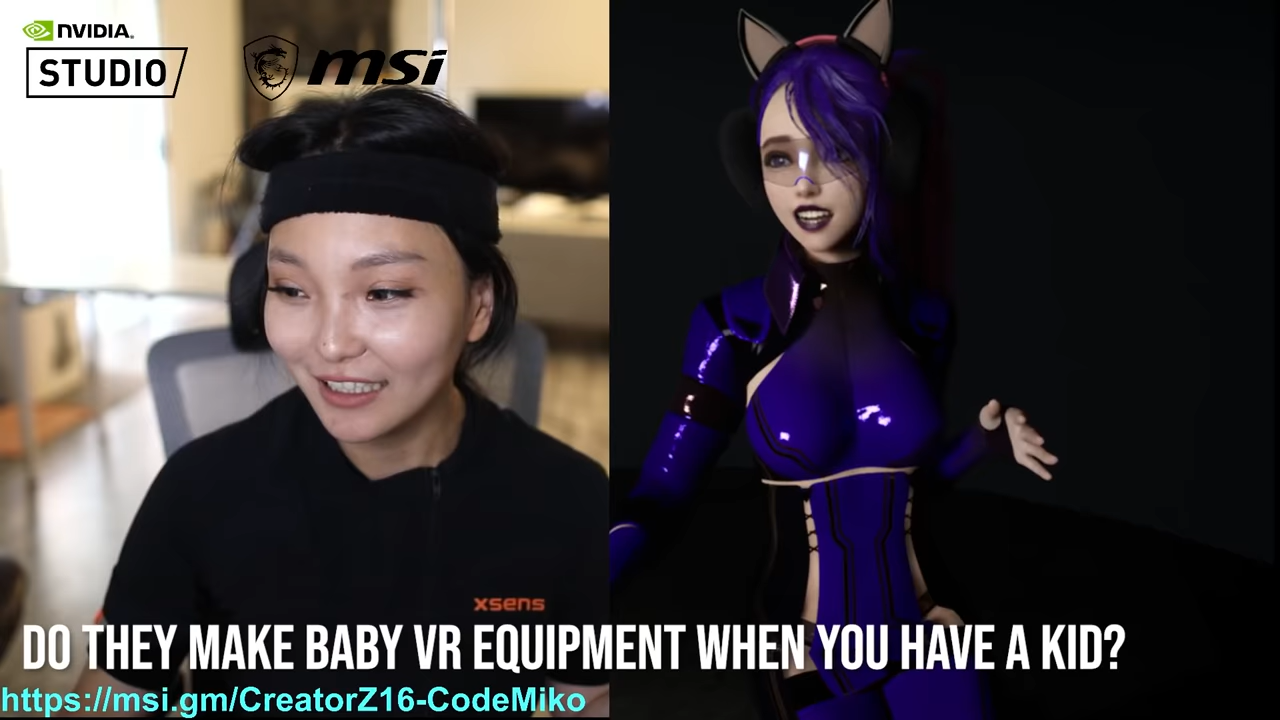 NVIDIA.
STUDIO
msi
xsens
DO THEY MAKE BABY VR EQUIPMENT WHEN YOU HAVE A KID?
https://msi.gm/CreatorZ16-CodeMiko